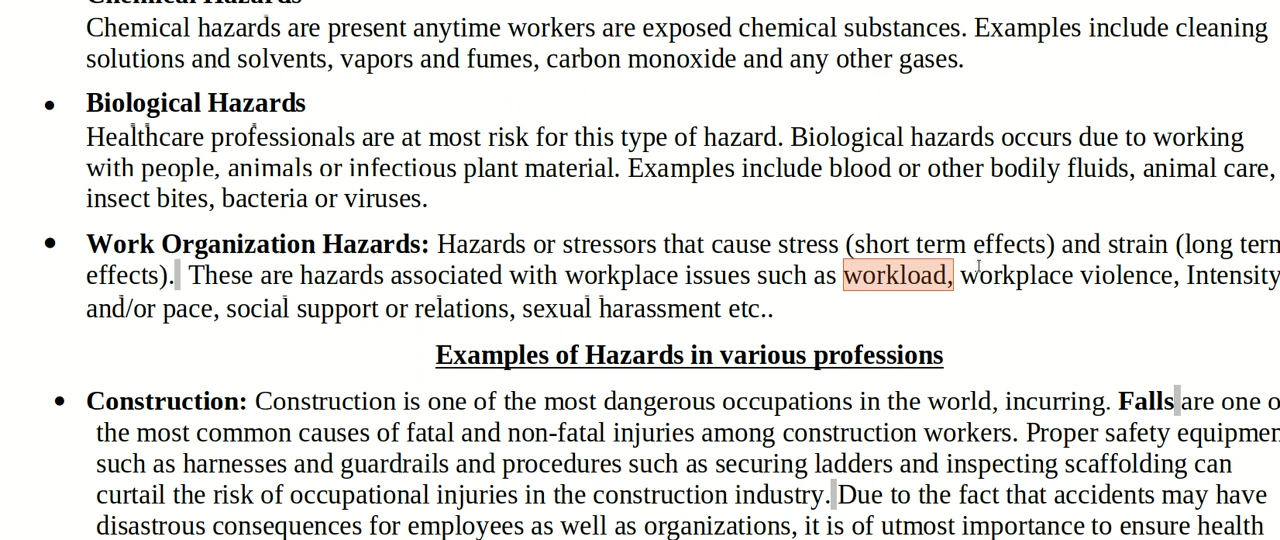 Chemical Hazards
Chemical hazards are present anytime workers are exposed chemical substances. Examples include cleaning
solutions and solvents, vapors and fumes, carbon monoxide and any other gases.
• Biological Hazards
Healthcare professionals are at most risk for this type of hazard. Biological hazards occurs due to working
with people, animals or infectious plant material. Examples include blood or other bodily fluids, animal care,
insect bites, bacteria or viruses.
• Work Organization Hazards: Hazards or stressors that cause stress (short term effects) and strain (long term
effects). These are hazards associated with workplace issues such as workload, workplace violence, Intensity
and/or pace, social support or relations, sexual harassment etc..
Examples of Hazards in various professions
• Construction: Construction is one of the most dangerous occupations in the world, incurring. Falls are one o
the most common causes of fatal and non-fatal injuries among construction workers. Proper safety equipmen
such as harnesses and guardrails and procedures such as securing ladders and inspecting scaffolding can
curtail the risk of occupational injuries in the construction industry. Due to the fact that accidents may have
disastrous consequences for employees as well as organizations, it is of utmost importance to ensure health